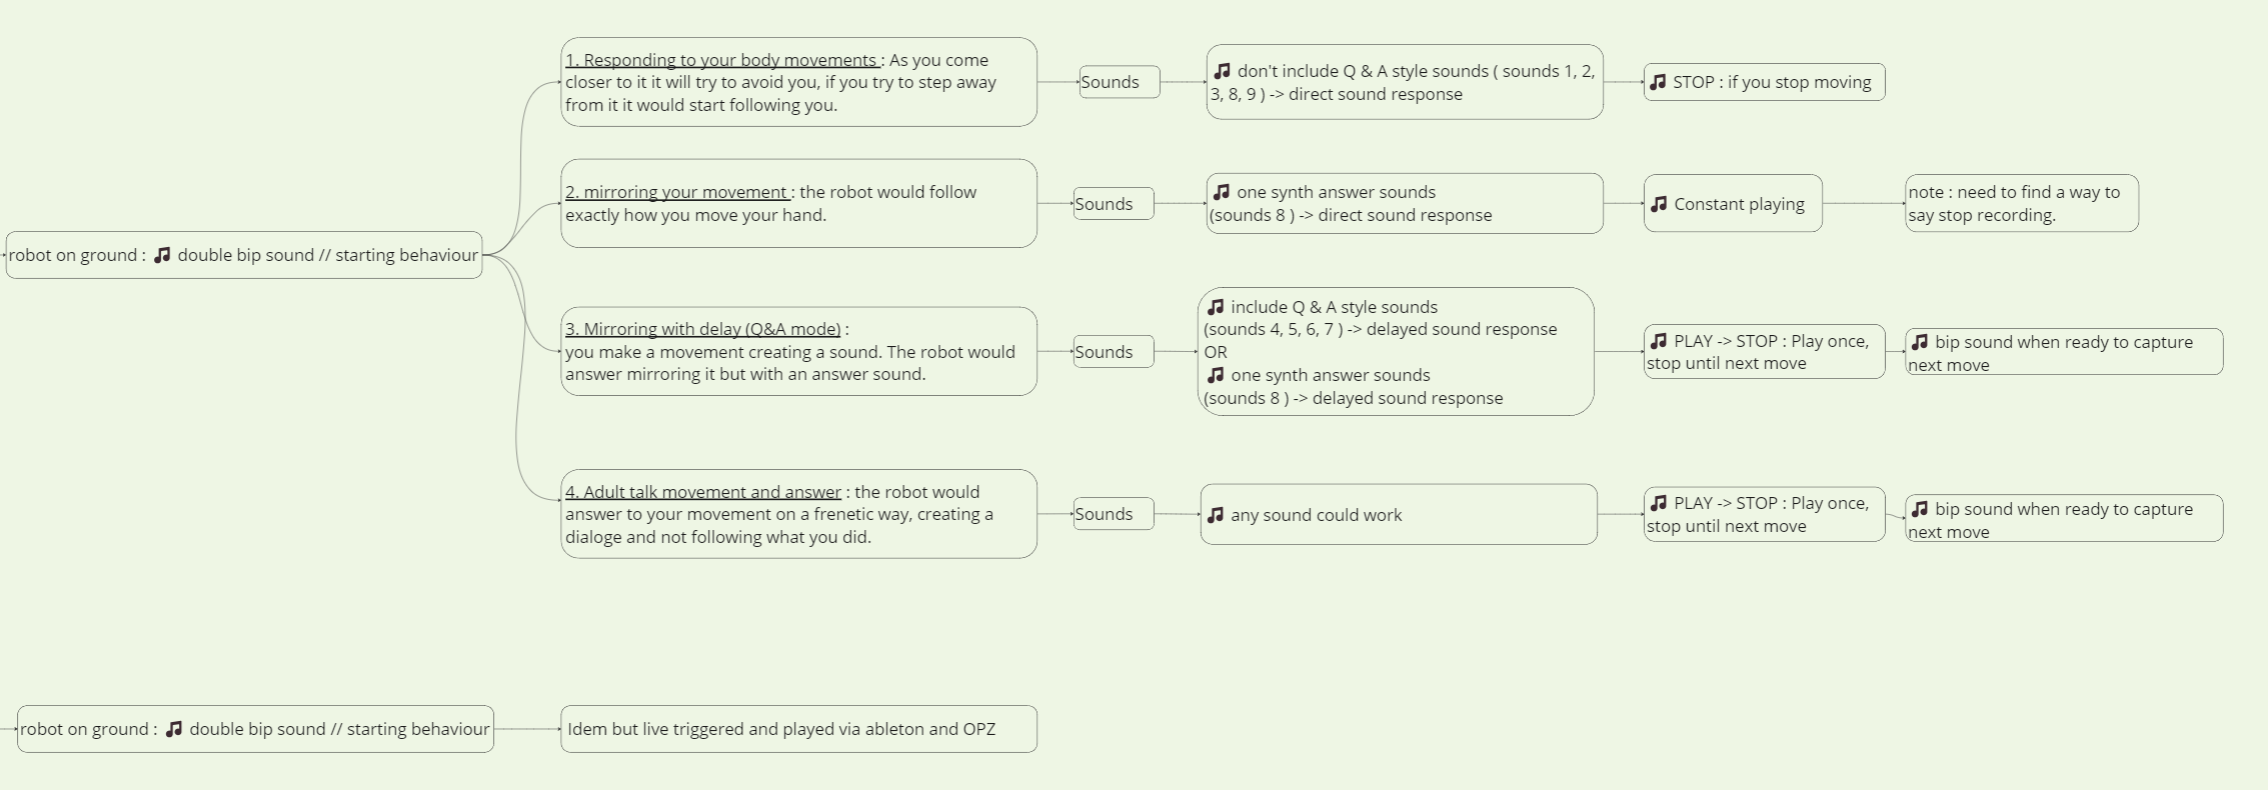 1. Responding to your body movements : As you come
closer to it it will try to avoid you, if you try to step away
from it it would start following you.
Sounds
🎵 don't include Q & A style sounds ( sounds 1, 2,
3, 8, 9 ) -> direct sound response
🎵 STOP : if you stop moving
2. mirroring your movement : the robot would follow
exactly how you move your hand.
Sounds
🎵 one synth answer sounds
(sounds 8 ) -> direct sound response
🎵 Constant playing
note : need to find a way to
say stop recording.
robot on ground : 🎵 double bip sound // starting behaviour
3. Mirroring with delay (Q&A mode) :
you make a movement creating a sound. The robot would
answer mirroring it but with an answer sound.
Sounds
🎵 include Q & A style sounds
(sounds 4, 5, 6, 7 ) -> delayed sound response
OR
🎵 one synth answer sounds
(sounds 8 ) -> delayed sound response
🎵 PLAY -> STOP : Play once,
stop until next move
🎵 bip sound when ready to capture
next move
4. Adult talk movement and answer : the robot would
answer to your movement on a frenetic way, creating a
dialoge and not following what you did.
Sounds
🎵 any sound could work
🎵 PLAY -> STOP : Play once,
stop until next move
🎵 bip sound when ready to capture
next move
robot on ground : 🎵 double bip sound // starting behaviour
Idem but live triggered and played via ableton and OPZ